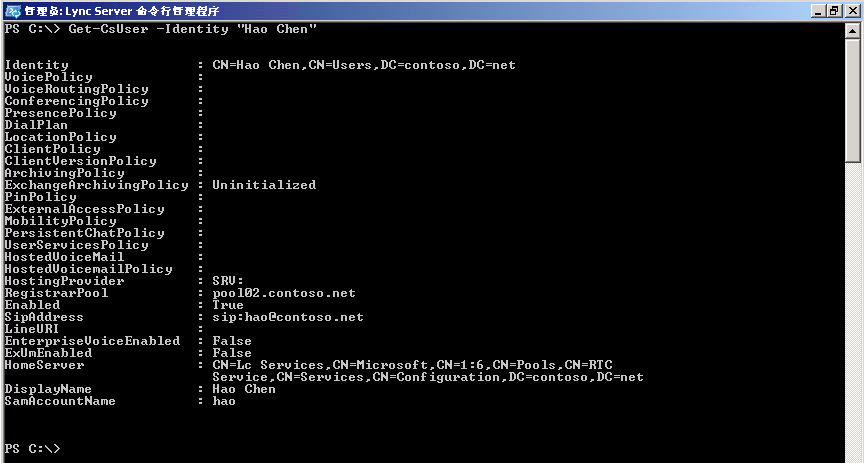 管理员: Lync Server 命令行管理程序
PS C:\> Get-CsUser -Identity "Hao Chen"
Identity : CN=Hao Chen,CN=Users,DC=contoso,DC=net
VoicePolicy :
VoiceRoutingPolicy :
ConferencingPolicy :
PresencePolicy :
DialPlan :
LocationPolicy :
ClientPolicy :
ClientVersionPolicy :
ArchivingPolicy :
ExchangeArchivingPolicy : Uninitialized
PinPolicy :
ExternalAccessPolicy :
MobilityPolicy :
PersistentChatPolicy :
UserServicesPolicy :
HostedVoiceMail :
HostedVoicemailPolicy :
HostingProvider : SRV:
RegistrarPool : pool02.contoso.net
Enabled : True
SipAddress : sip:hao@contoso.net
LineURI :
EnterpriseVoiceEnabled : False
ExUmEnabled : False
HomeServer : CN=Lc Services,CN=Microsoft,CN=1:6,CN=Pools,CN=RTC
Service,CN=Services,CN=Configuration,DC=contoso,DC=net
DisplayName : Hao Chen
SamAccountName : hao
PS C:\>